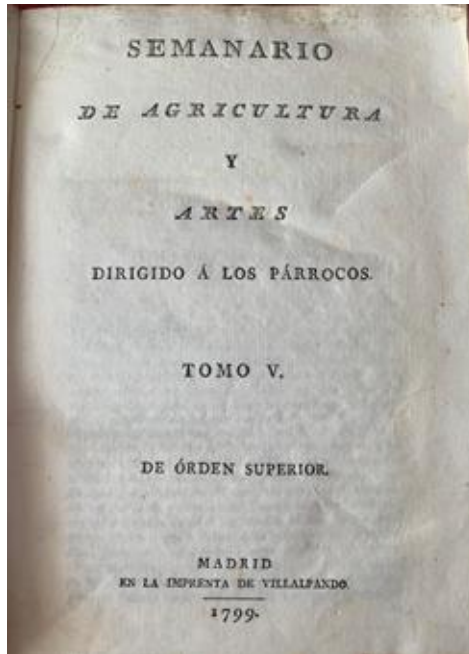 SEMANARIO
DE AGRICULTURA
Y
ARTES
DIRIGIDO Á LOS PÁRROCOS.
TOMO V.
DE ÓRDEN SUPERIOR.
MADRID
EN LA IMPRENTA DE VILLALPANDO.
1799.